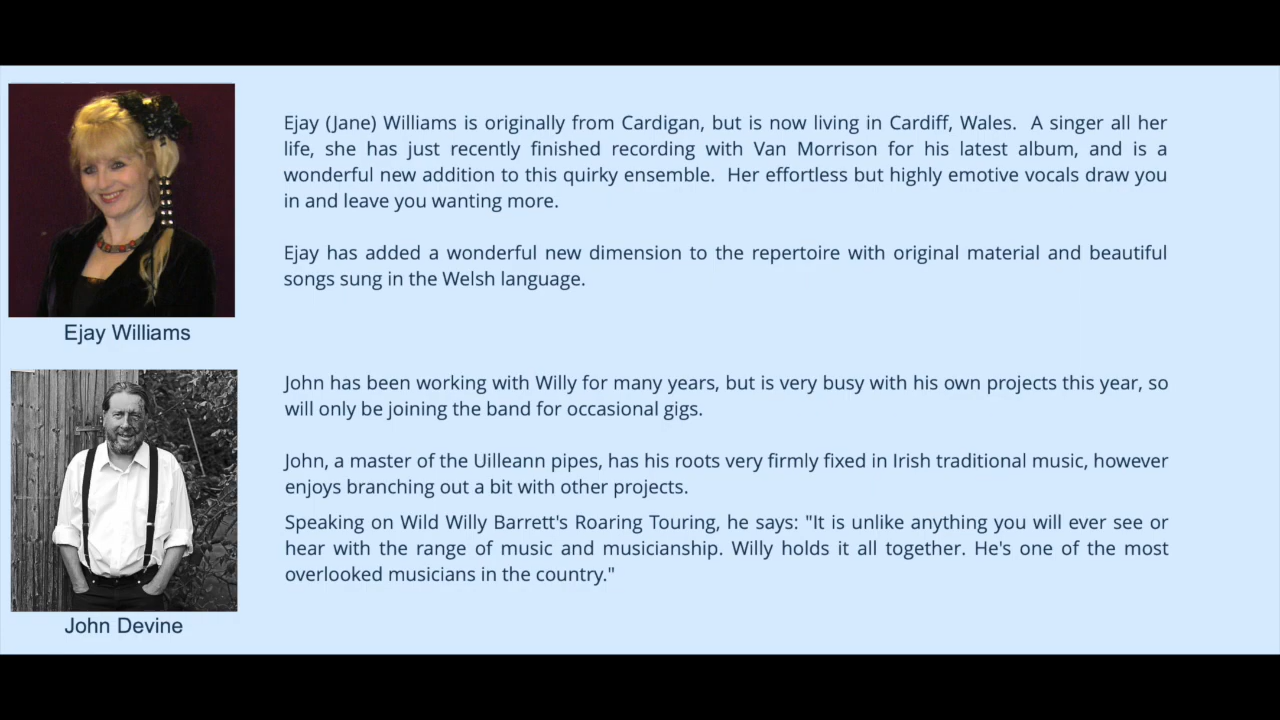 Ejay (Jane) Williams is originally from Cardigan, but is now living in Cardiff, Wales. A singer all her
life, she has just recently finished recording with Van Morrison for his latest album, and is a
wonderful new addition to this quirky ensemble. Her effortless but highly emotive vocals draw you
in and leave you wanting more.
Ejay has added a wonderful new dimension to the repertoire with original material and beautiful
songs sung in the Welsh language.
Ejay Williams
John has been working with Willy for many years, but is very busy with his own projects this year, so
will only be joining the band for occasional gigs.
John, a master of the Uilleann pipes, has his roots very firmly fixed in Irish traditional music, however
enjoys branching out a bit with other projects.
Speaking on Wild Willy Barrett's Roaring Touring, he says: "It is unlike anything you will ever see or
hear with the range of music and musicianship. Willy holds it all together. He's one of the most
overlooked musicians in the country."
John Devine